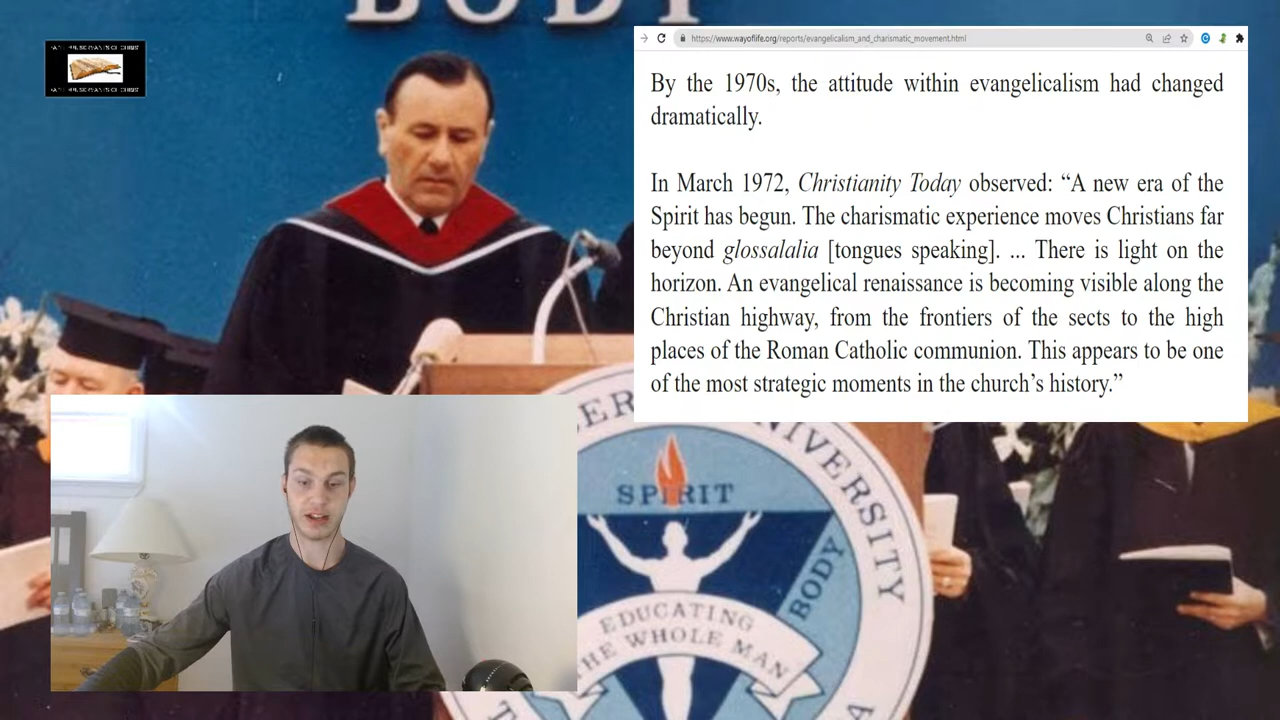 BODY
https://www.wayoflife.org/reports/evangelicalism_and_charismatic_movement.html
By the 1970s, the attitude within evangelicalism had changed
dramatically.
In March 1972, Christianity Today observed: “A new era of the
Spirit has begun. The charismatic experience moves Christians far
beyond glossalalia [tongues speaking]. ... There is light on the
horizon. An evangelical renaissance is becoming visible along the
Christian highway, from the frontiers of the sects to the high
places of the Roman Catholic communion. This appears to be one
of the most strategic moments in the church’s history.”
UNIVERSITY
SPIRIT
BODY
EDUCATING
WHOLE MAN